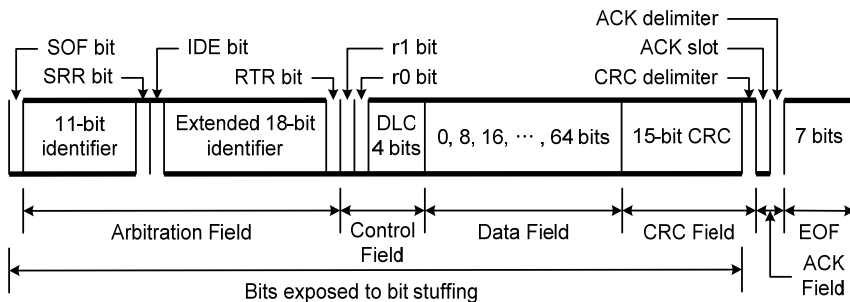 ACK delimiter
SOF bit
IDE bit
r1 bit
ACK slot
SRR bit
RTR bit
r0 bit
CRC delimiter
11-bit
identifier
Extended 18-bit
identifier
DLC
4 bits
0, 8, 16, ⋯ , 64 bits
15-bit CRC
7 bits
Arbitration Field
Control
Field
Data Field
CRC Field
EOF
ACK
Field
Bits exposed to bit stuffing